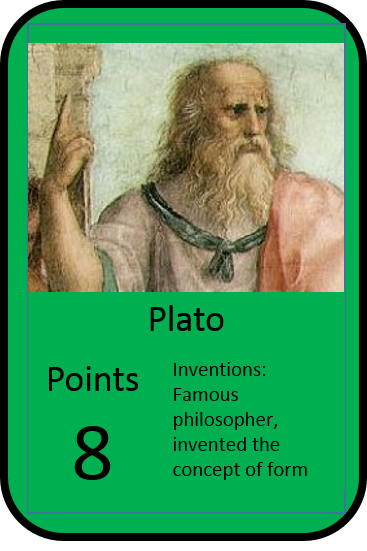 Plato
Points
8
Inventions:
Famous
philosopher,
invented the
concept of form